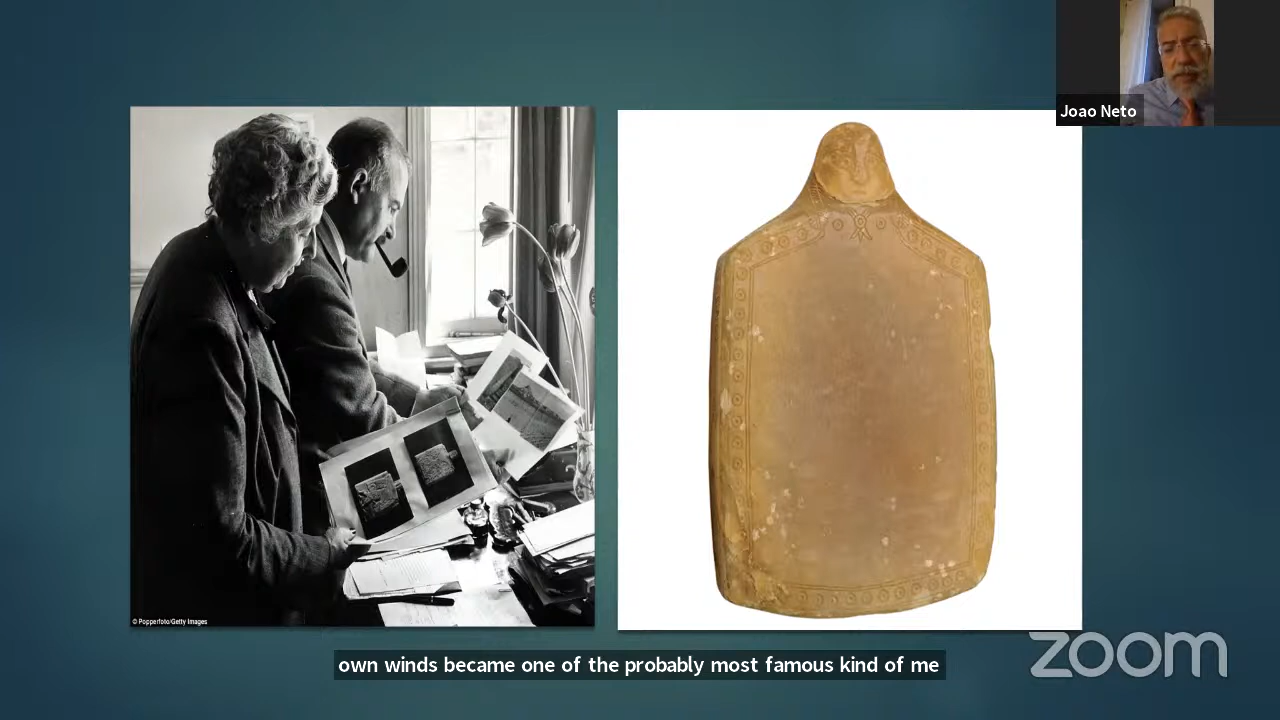 Joao Neto
© Popperfoto/Getty Images
own winds became one of the probably most famous kind of me
zoom